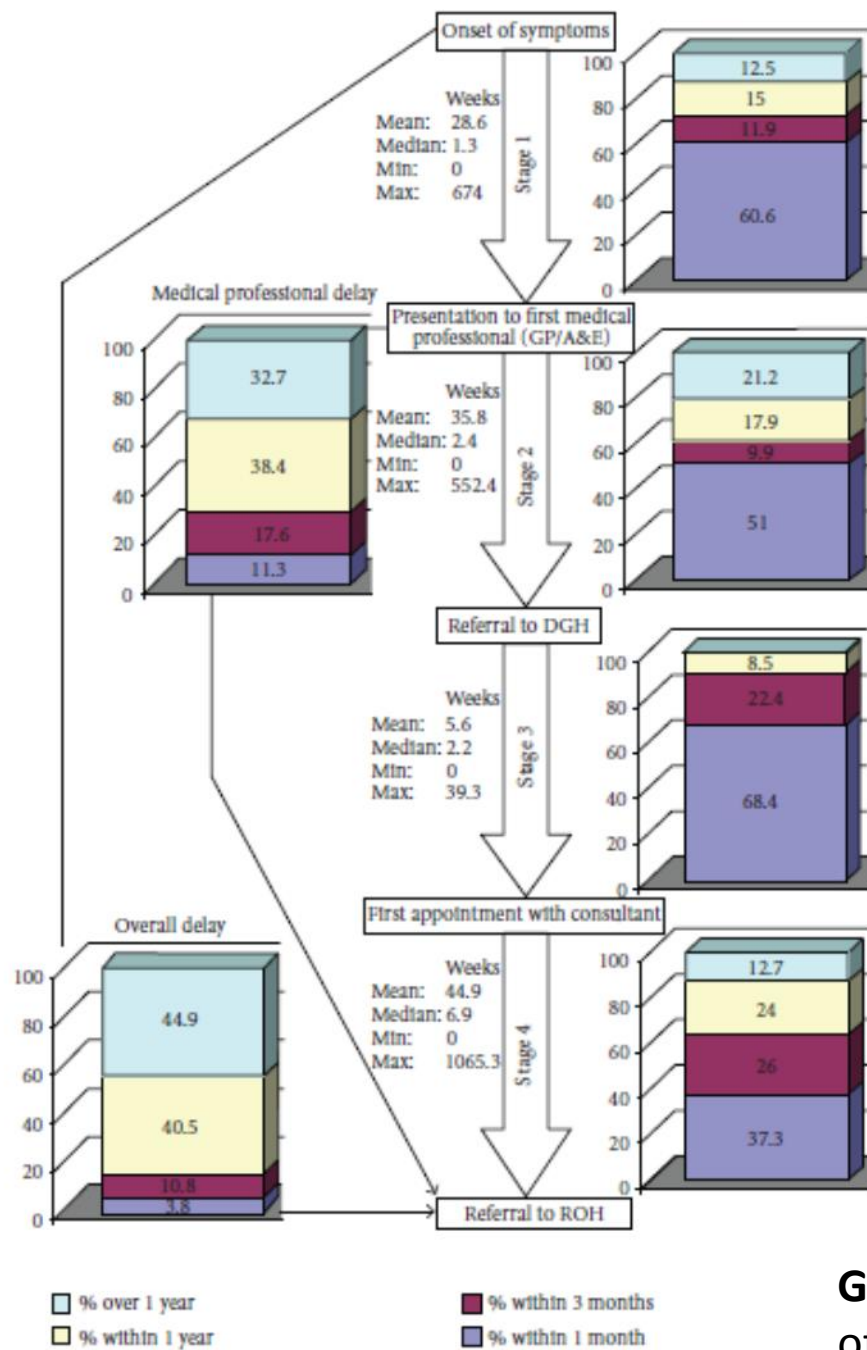 Onset of symptoms
Weeks
Mean: 28.6
Median: 1.3
Min: 0
Max: 674
Stage 1
100
80
60
40
20
0
12.5
15
11.9
60.6
Medical professional delay
100
80
60
40
20
0
32.7
38.4
17.6
11.3
Presentation to first medical
professional (GP/A&E)
Weeks
Mean: 35.8
Median: 2.4
Min: 0
Max: 552.4
Stage 2
100
80
60
40
20
0
21.2
17.9
9.9
51
Referral to DGH
Weeks
Mean: 5.6
Median: 2.2
Min: 0
Max: 39.3
Stage 3
100
80
60
40
20
0
8.5
22.4
68.4
First appointment with consultant
Overall delay
100
80
60
40
20
0
44.9
40.5
10.8
3.8
Weeks
Mean: 44.9
Median: 6.9
Min: 0
Max: 1065.3
Stage 4
100
80
60
40
20
0
12.7
24
26
37.3
Referral to ROH
% over 1 year
% within 3 months
% within 1 year
% within 1 month
G